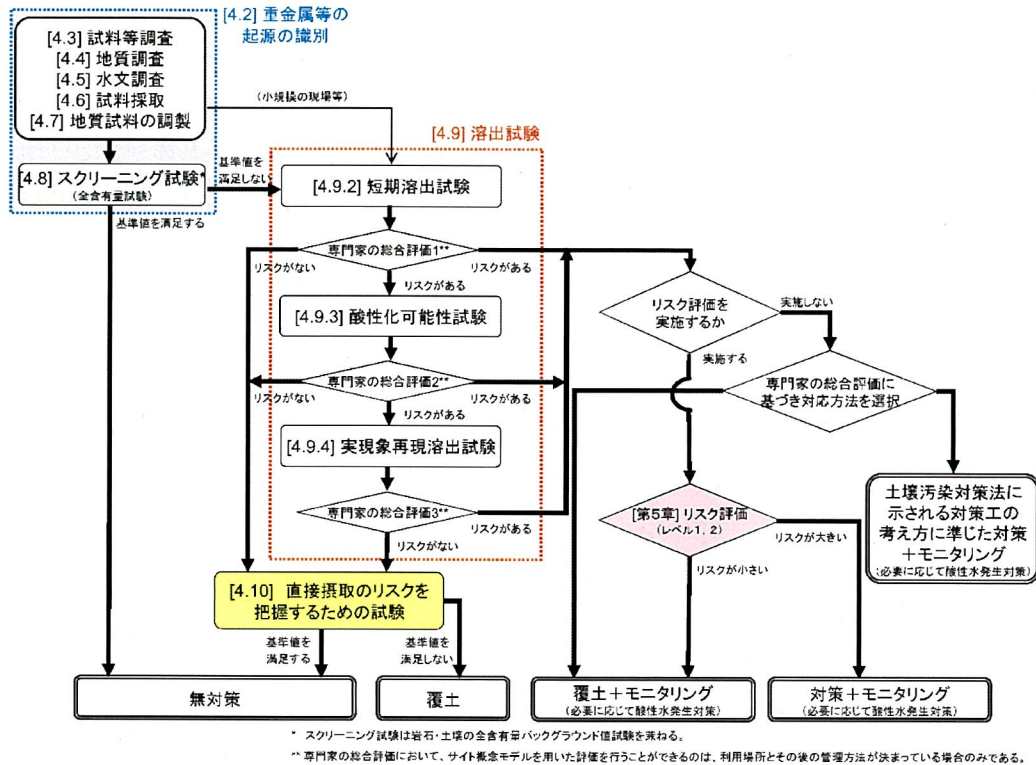 [4.2] 重金属等の
起源の識別
[4.3] 試料等調査
[4.4] 地質調査
[4.5] 水文調査
[4.6] 試料採取
[4.7] 地質試料の調製
(小規模の現場等)
[4.9] 溶出試験
[4.8] スクリーニング試験*
(全含有量試験)
基準値を
満足しない
基準値を満足する
[4.9.2] 短期溶出試験
専門家の総合評価1**
リスクがない
リスクがある
リスクがある
[4.9.3] 酸性化可能性試験
専門家の総合評価2**
リスクがない
リスクがある
リスクがある
[4.9.4] 実現象再現溶出試験
専門家の総合評価3**
リスクがある
リスクがない
リスク評価を
実施するか
実施しない
実施する
専門家の総合評価に
基づき対応方法を選択
[第5章] リスク評価
(レベル1, 2)
リスクが大きい
リスクが小さい
土壌汚染対策法に
示される対策工の
考え方に準じた対策
+モニタリング
(必要に応じて酸性水発生対策)
[4.10] 直接摂取のリスクを
把握するための試験
基準値を
満足する
基準値を
満足しない
無対策
覆土
覆土+モニタリング
(必要に応じて酸性水発生対策)
対策+モニタリング
(必要に応じて酸性水発生対策)
* スクリーニング試験は岩石・土壌の全含有量バックグラウンド値試験を兼ねる。
** 専門家の総合評価において、サイト概念モデルを用いた評価を行うことができるのは、利用場所とその後の管理方法が決まっている場合のみである。